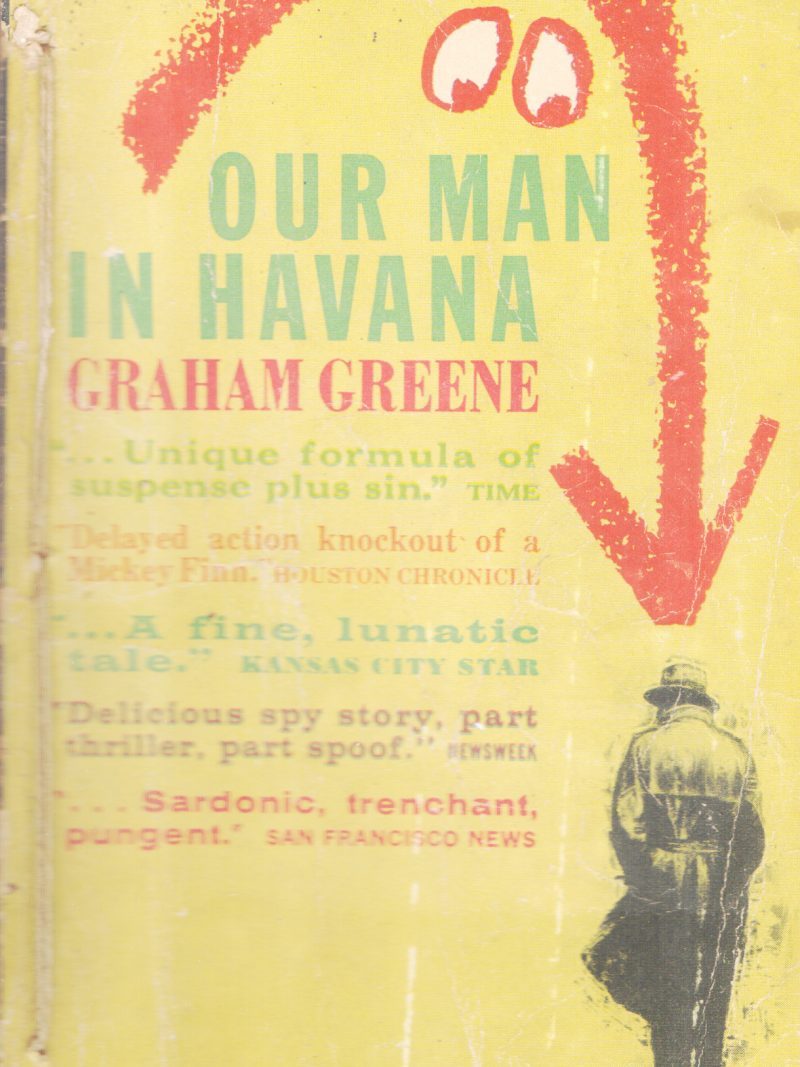 OUR MAN
IN HAVANA
GRAHAM GREENE
"...Unique formula of
suspense plus sin." TIME
"Delayed action knockout of a
Mickey Finn." HOUSTON CHRONICLE
"...A fine, lunatic
tale." KANSAS CITY STAR
"Delicious spy story, part
thriller, part spoof." NEWSWEEK
"... Sardonic, trenchant,
pungent." SAN FRANCISCO NEWS